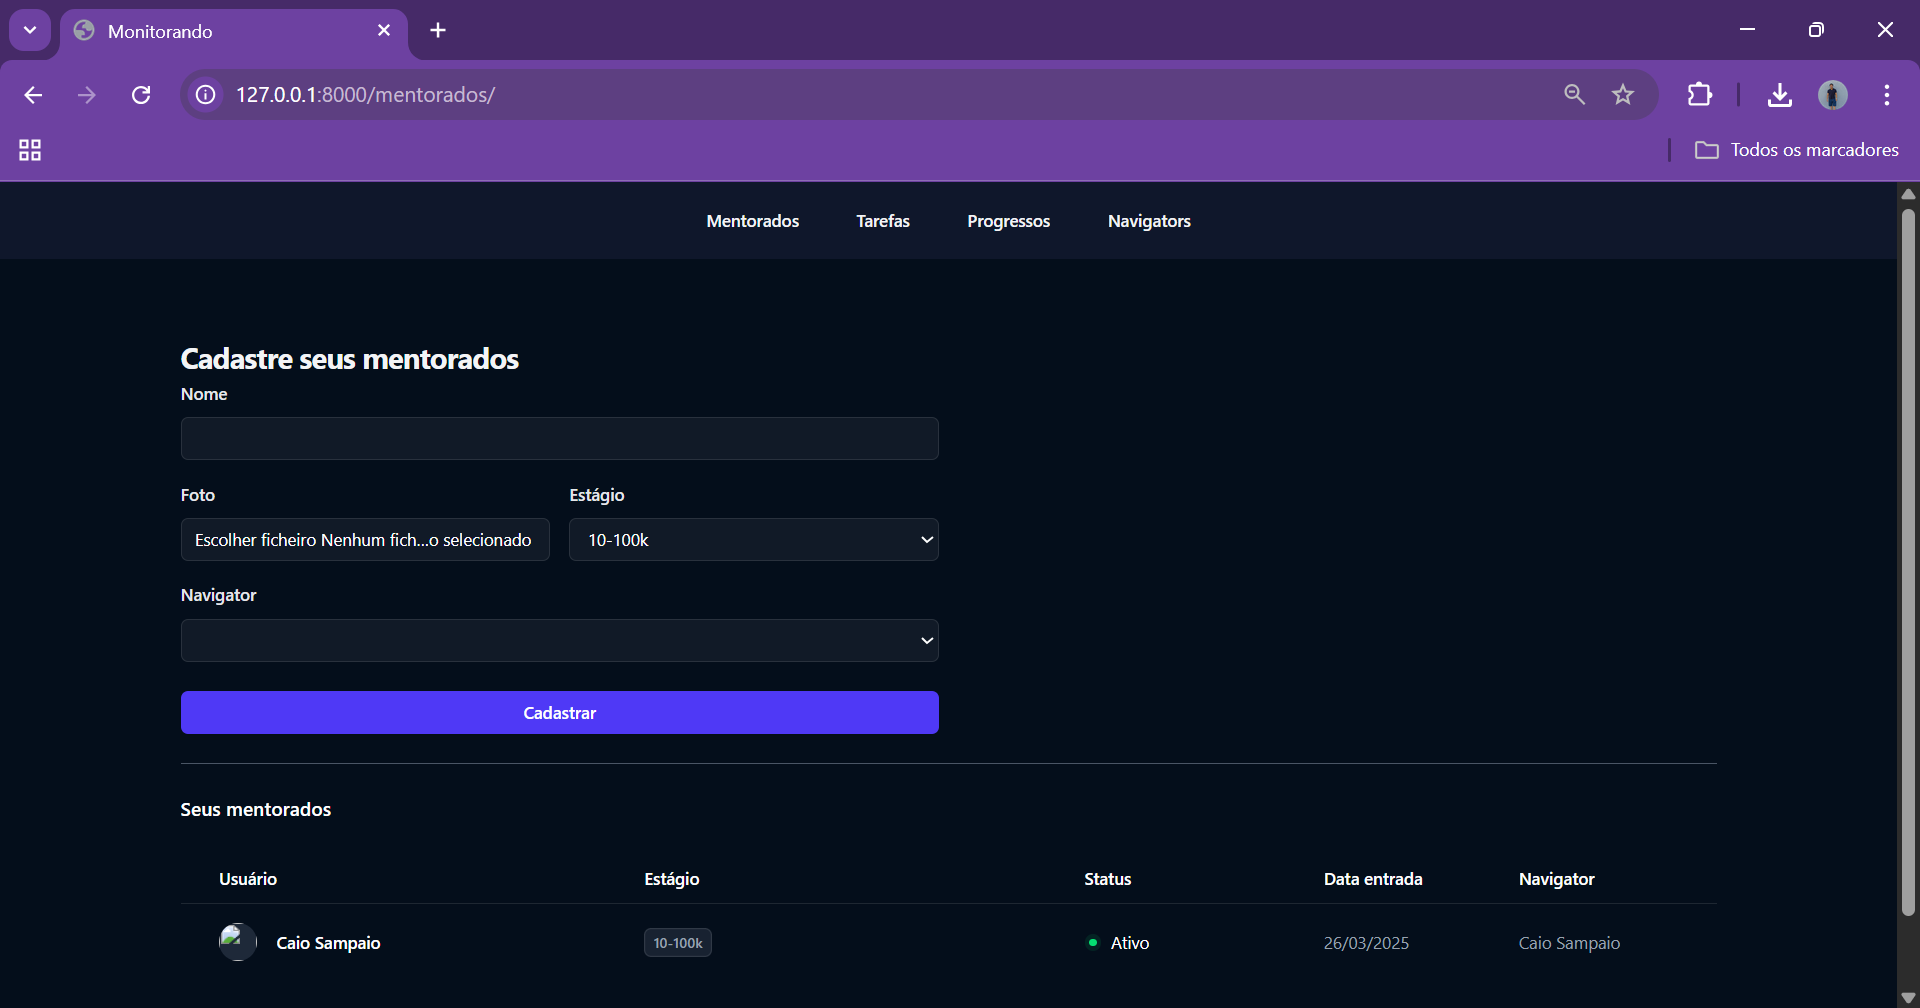 Monitorando
127.0.0.1:8000/mentorados/
Todos os marcadores
Mentorados Tarefas Progressos Navigators
Cadastre seus mentorados
Nome
Foto Estágio
Escolher ficheiro Nenhum fich...o selecionado 10-100k
Navigator
Cadastrar
Seus mentorados
Usuário Estágio Status Data entrada Navigator
Caio Sampaio 10-100k Ativo 26/03/2025 Caio Sampaio